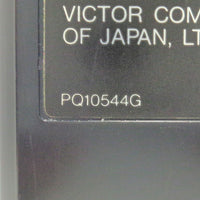 VICTOR COM
OF JAPAN, LT
PQ10544G